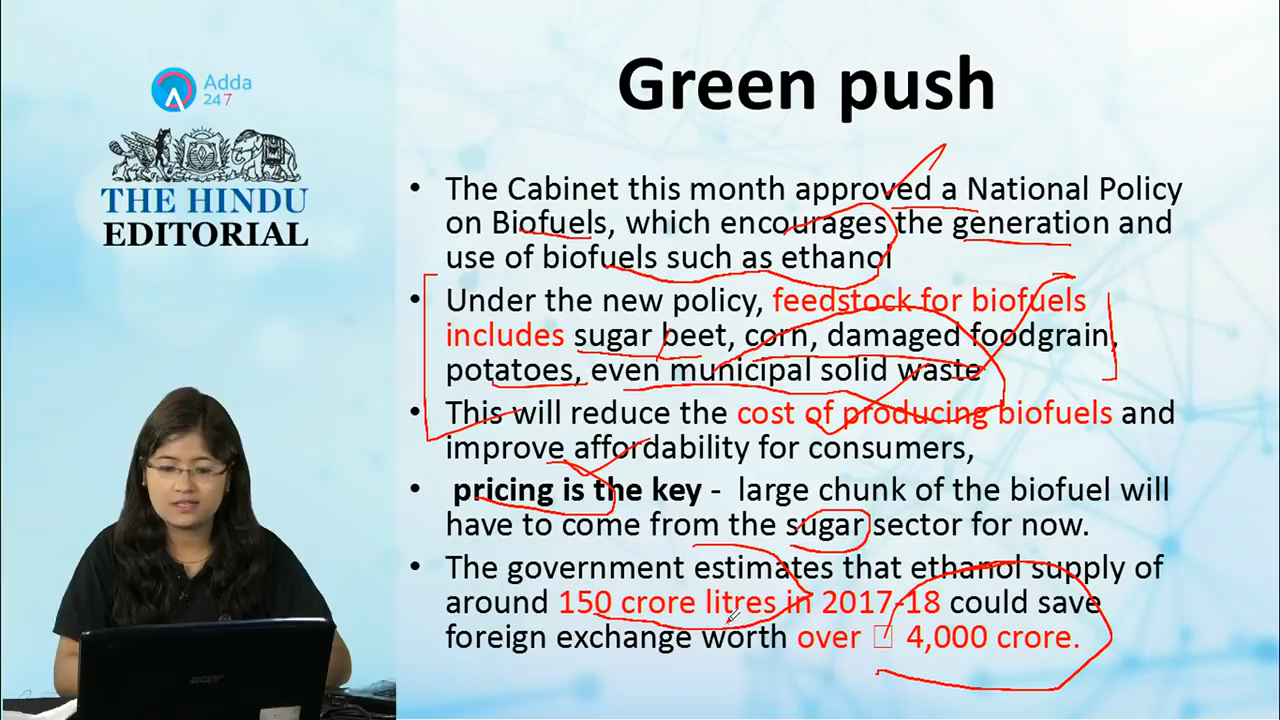 Adda
247
THE HINDU
EDITORIAL
Green push
• The Cabinet this month approved a National Policy
on Biofuels, which encourages the generation and
use of biofuels such as ethanol
• Under the new policy, feedstock for biofuels
includes sugar beet, corn, damaged foodgrain,
potatoes, even municipal solid waste
• This will reduce the cost of producing biofuels and
improve affordability for consumers,
• pricing is the key - large chunk of the biofuel will
have to come from the sugar sector for now.
• The government estimates that ethanol supply of
around 150 crore litres in 2017-18 could save
foreign exchange worth over □ 4,000 crore.
acer